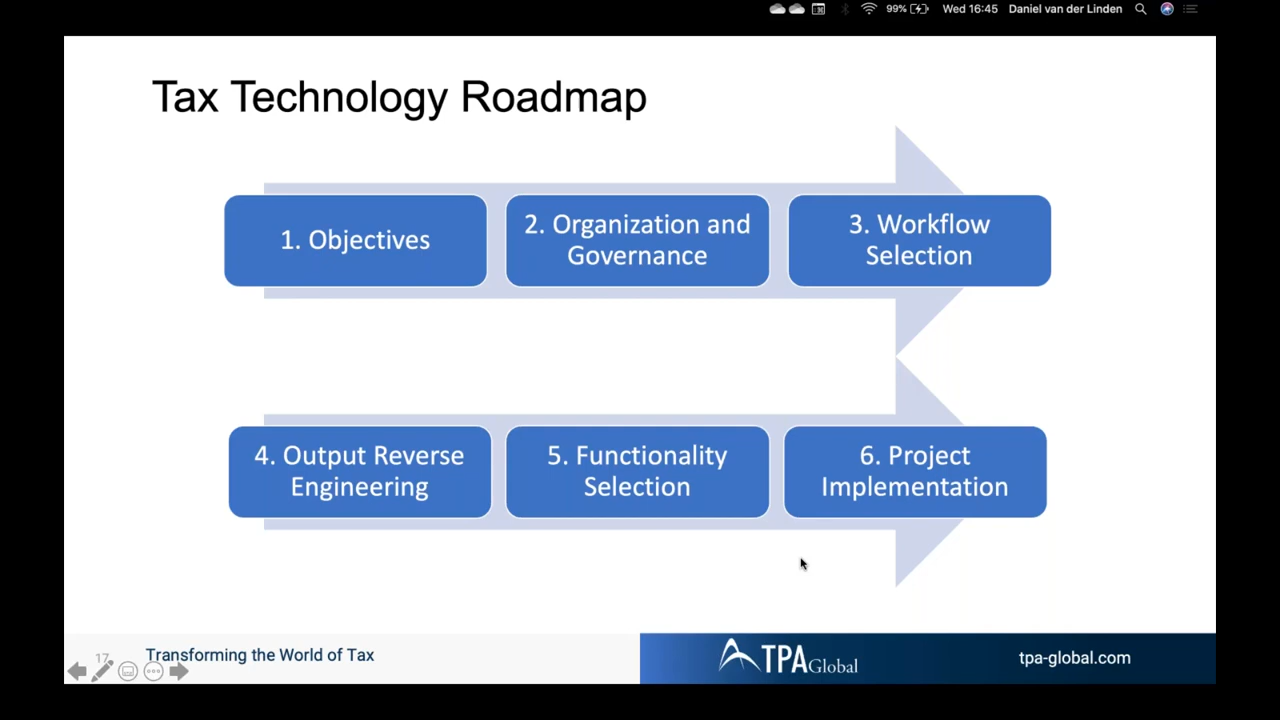 99% Wed 16:45 Daniel van der Linden
Tax Technology Roadmap
1. Objectives
2. Organization and
Governance
3. Workflow
Selection
4. Output Reverse
Engineering
5. Functionality
Selection
6. Project
Implementation
17
Transforming the World of Tax
TPA Global
tpa-global.com